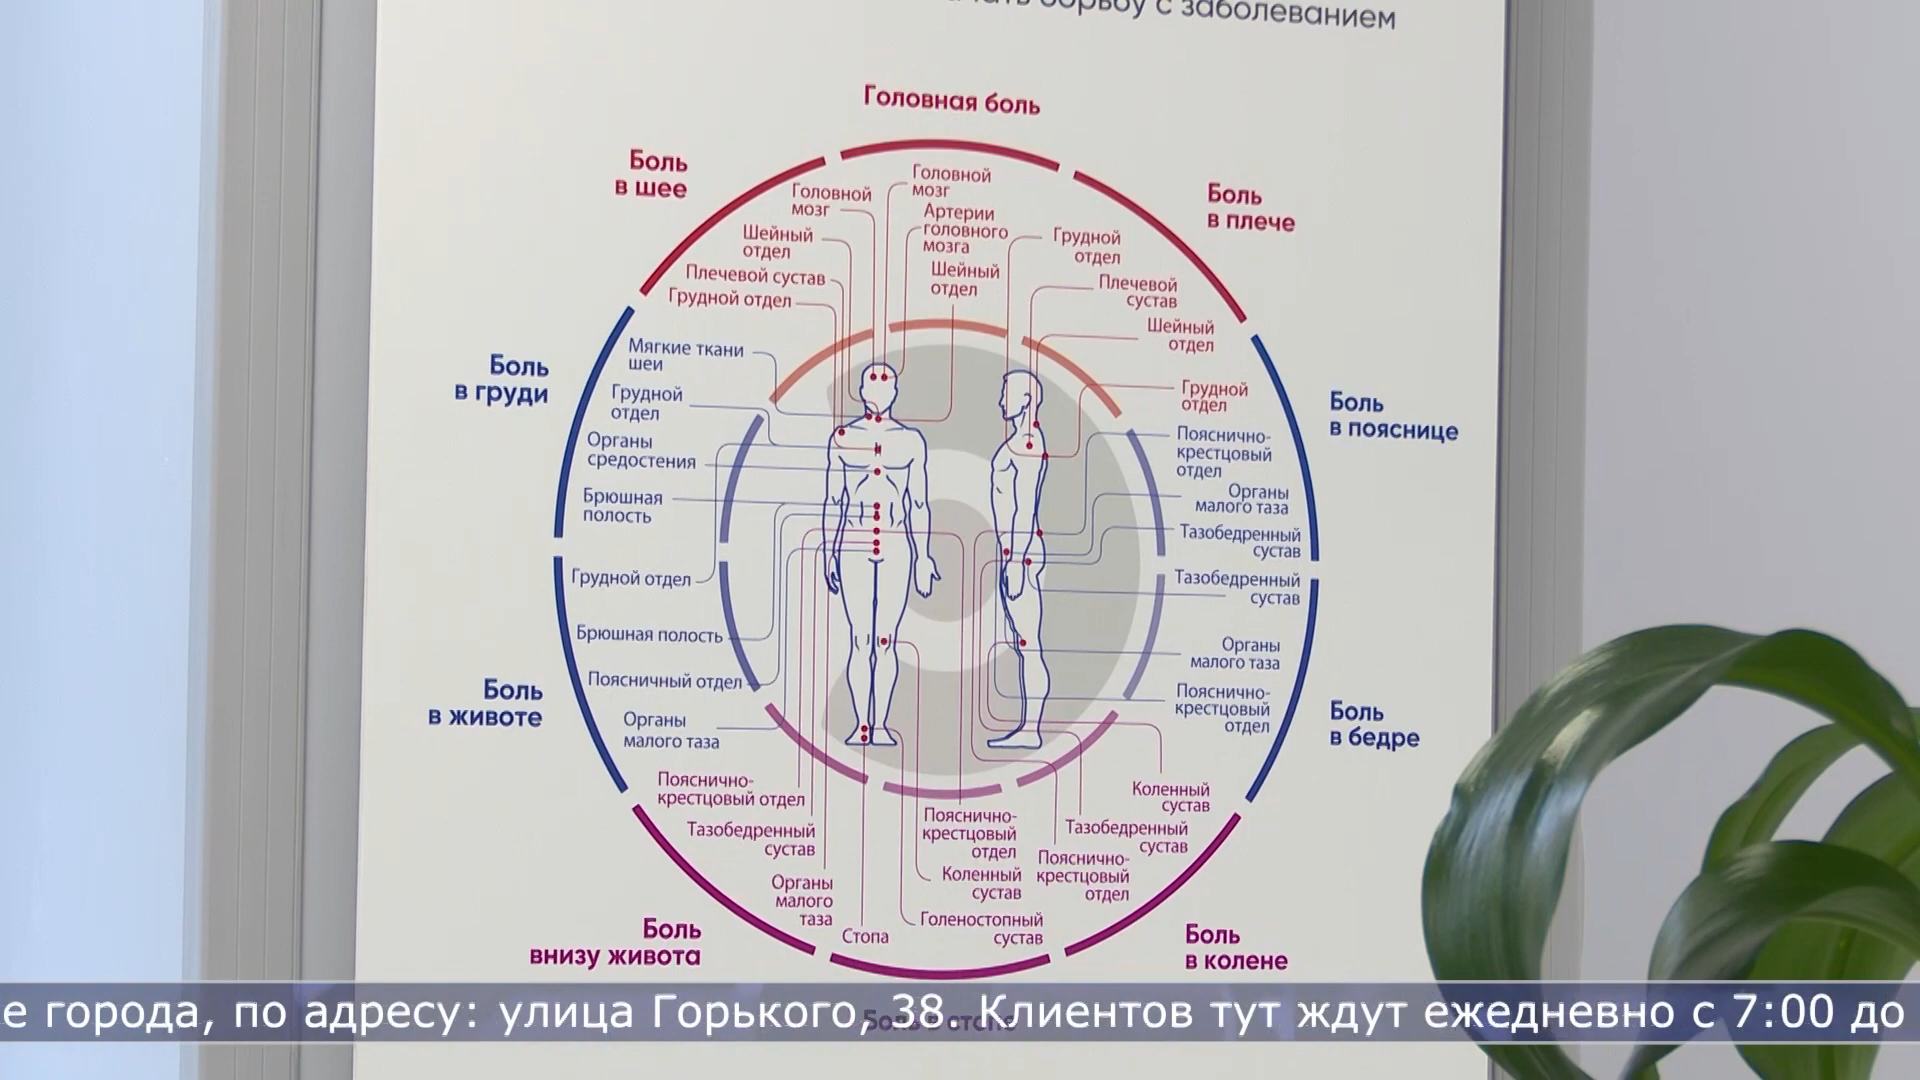 борьбу с заболеванием
Головная боль
Боль
в шее
Боль
в плече
Головной
мозг
Головной
мозг
Артерии
головного
мозга
Шейный
отдел
Шейный
отдел
Плечевой сустав
Грудной отдел
Грудной
отдел
Плечевой
сустав
Шейный
отдел
Грудной
отдел
Боль
в груди
Мягкие ткани
шеи
Грудной
отдел
Органы
средостения
Брюшная
полость
Боль
в пояснице
Пояснично-
крестцовый
отдел
Органы
малого таза
Тазобедренный
сустав
Грудной отдел
Брюшная полость
Поясничный отдел
Органы
малого таза
Боль
в животе
Тазобедренный
сустав
Органы
малого таза
Пояснично-
крестцовый
отдел
Боль
в бедре
Пояснично-
крестцовый отдел
Тазобедренный
сустав
Органы
малого
таза
Боль
внизу живота
Стопа
Пояснично-
крестцовый
отдел
Коленный
сустав
Голеностопный
сустав
Коленный
сустав
Тазобедренный
сустав
Пояснично-
крестцовый
отдел
Боль
в колене
Боль в стопе
е города, по адресу: улица Горького, 38. Клиентов тут ждут ежедневно с 7:00 до